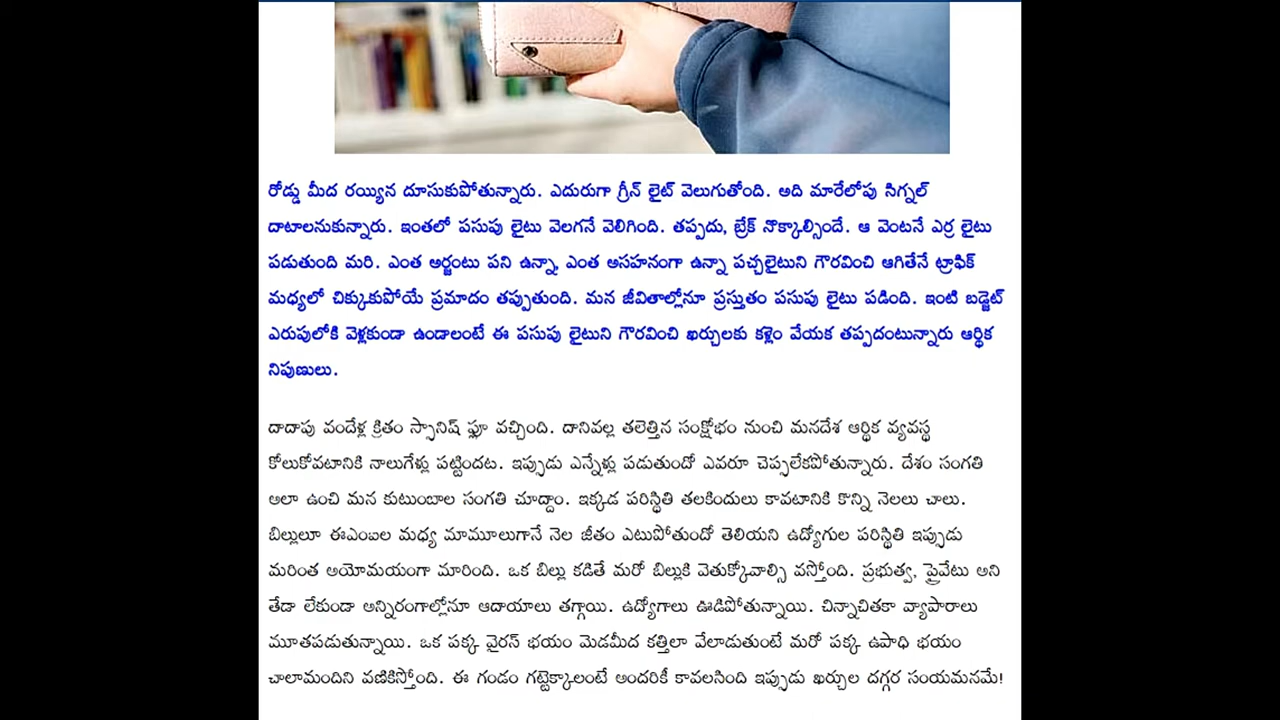 రోడ్డు మీద రయ్యిన దూసుకుపోతున్నారు. ఎదురుగా గ్రీన్ లైట్ వెలుగుతోంది. అది మారేలోపు సిగ్నల్
దాటాలనుకున్నారు. ఇంతలో పసుపు లైటు వెలగనే వెలిగింది. తప్పదు, బ్రేక్ నొక్కాల్సిందే. ఆ వెంటనే ఎర్ర లైటు
పడుతుంది మరి. ఎంత అర్జంటు పని ఉన్నా, ఎంత అసహనంగా ఉన్నా పచ్చలైటుని గౌరవించి ఆగితేనే ట్రాఫిక్
మధ్యలో చిక్కుకుపోయే ప్రమాదం తప్పుతుంది. మన జీవితాల్లోనూ ప్రస్తుతం పసుపు లైటు పడింది. ఇంటి బడ్జెట్
ఎరుపులోకి వెళ్లకుండా ఉండాలంటే ఈ పసుపు లైటుని గౌరవించి ఖర్చులకు కళ్లెం వేయక తప్పదంటున్నారు ఆర్థిక
నిపుణులు.
దాదాపు వందేళ్ల క్రితం స్పానిష్ ఫ్లూ వచ్చింది. దానివల్ల తలెత్తిన సంక్షోభం నుంచి మనదేశ ఆర్థిక వ్యవస్థ
కోలుకోవటానికి నాలుగేళ్లు పట్టిందట. ఇప్పుడు ఎన్నేళ్లు పడుతుందో ఎవరూ చెప్పలేకపోతున్నారు. దేశం సంగతి
అలా ఉంచి మన కుటుంబాల సంగతి చూద్దాం. ఇక్కడ పరిస్థితి తలకిందులు కావటానికి కొన్ని నెలలు చాలు.
బిల్లులూ ఈఎంఐల మధ్య మామూలుగానే నెల జీతం ఎటుపోతుందో తెలియని ఉద్యోగుల పరిస్థితి ఇప్పుడు
మరింత అయోమయంగా మారింది. ఒక బిల్లు కడితే మరో బిల్లుకి వెతుక్కోవాల్సి వస్తోంది. ప్రభుత్వ, ప్రైవేటు అని
తేడా లేకుండా అన్నిరంగాల్లోనూ ఆదాయాలు తగ్గాయి. ఉద్యోగాలు ఊడిపోతున్నాయి. చిన్నాచితకా వ్యాపారాలు
మూతపడుతున్నాయి. ఒక పక్క వైరస్ భయం మెడమీద కత్తిలా వేలాడుతుంటే మరో పక్క ఉపాధి భయం
చాలామందిని వణికిస్తోంది. ఈ గండం గట్టెక్కాలంటే అందరికీ కావలసింది ఇప్పుడు ఖర్చుల దగ్గర సంయమనమే!